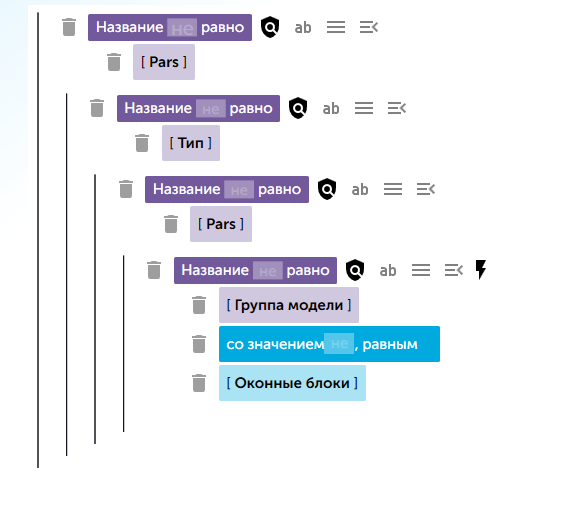 Название не равно ab
[ Pars ]
Название не равно ab
[ Тип ]
Название не равно ab
[ Pars ]
Название не равно ab
[ Группа модели ]
со значением не , равным
[ Оконные блоки ]